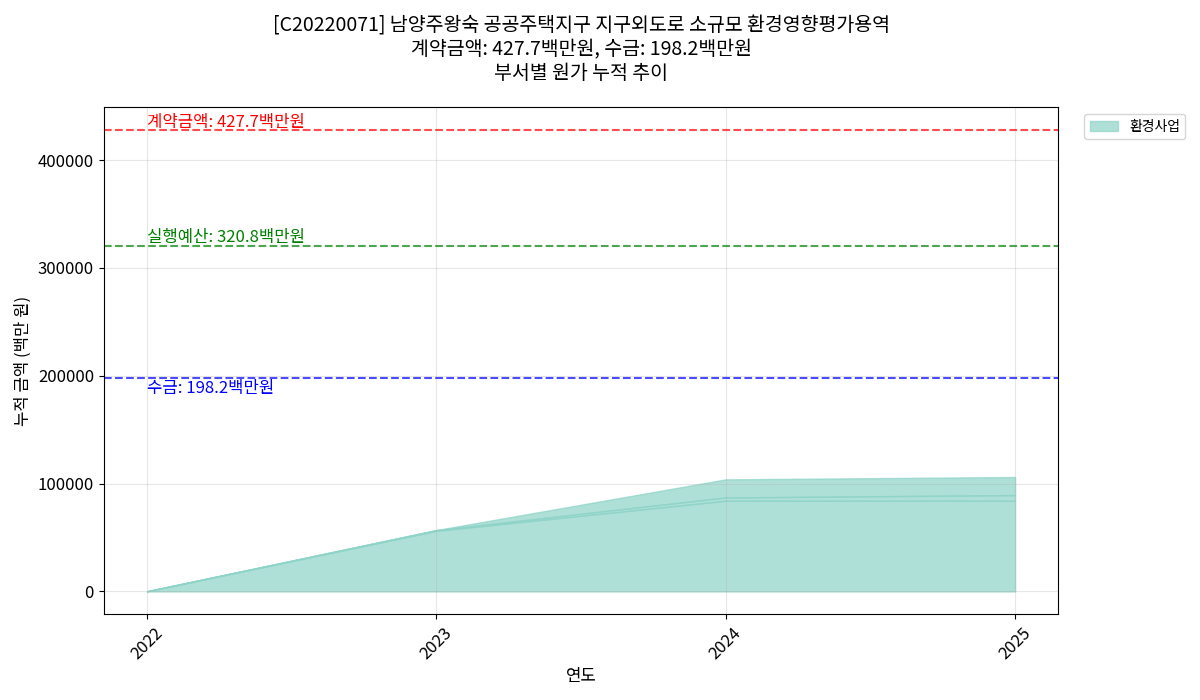 [C20220071] 남양주왕숙 공공주택지구 지구외도로 소규모 환경영향평가용역
계약금액: 427.7백만원, 수금: 198.2백만원
부서별 원가 누적 추이
계약금액: 427.7백만원
환경사업
400000
실행예산: 320.8백만원
300000
누적 금액 (백만 원)
200000
수금: 198.2백만원
100000
0
2022
2023
2024
2025
연도